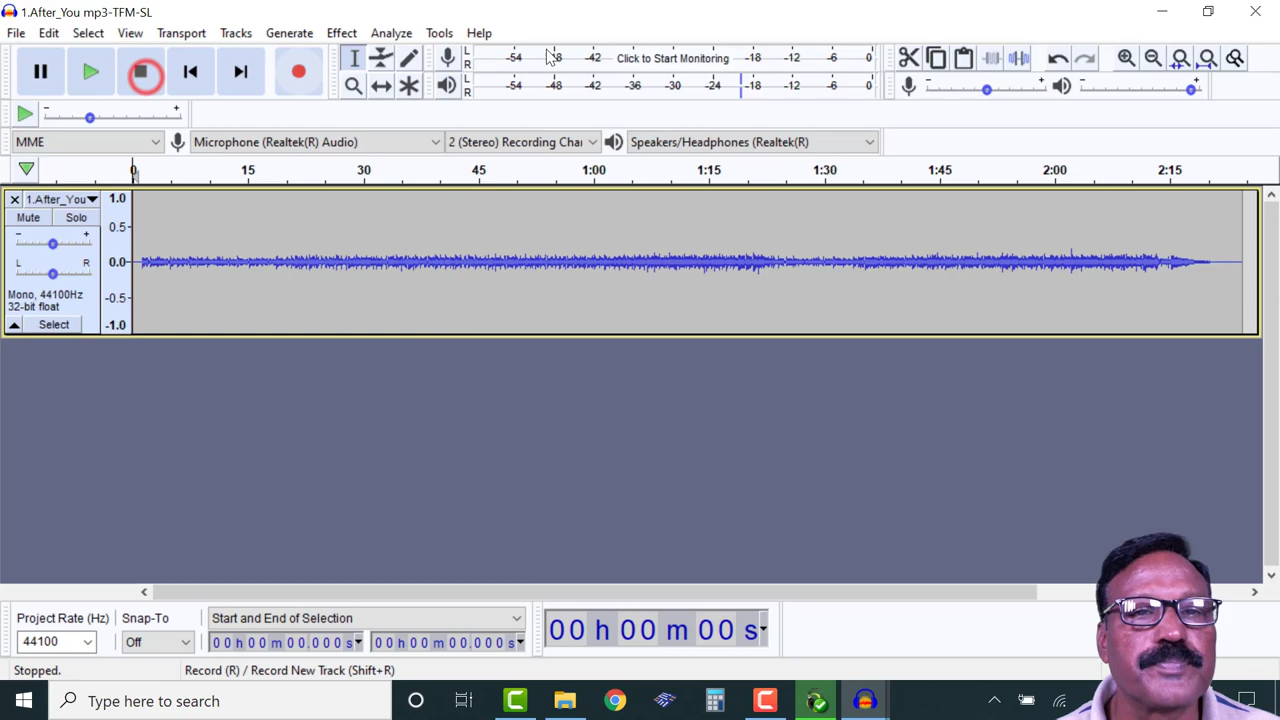 1.After_You mp3-TFM-SL
File Edit Select View Transport Tracks Generate Effect Analyze Tools Help
L R -54 -48 -42 Click to Start Monitoring -18 -12 -6 0
L R -54 -48 -42 -36 -30 -24 -18 -12 -6 0
- + - +
- +
MME Microphone (Realtek(R) Audio) 2 (Stereo) Recording Char Speakers/Headphones (Realtek(R)
0 15 30 45 1:00 1:15 1:30 1:45 2:00 2:15
1.After_You 1.0
Mute Solo
0.5
- +
L R 0.0
Mono, 44100Hz
32-bit float
-0.5
Select -1.0
Project Rate (Hz) Snap-To Start and End of Selection
44100 Off 00 h 00 m 00.000 s 00 h 00 m 00.000 s
00 h 00 m 00 s
Stopped. Record (R) / Record New Track (Shift+R)
Type here to search